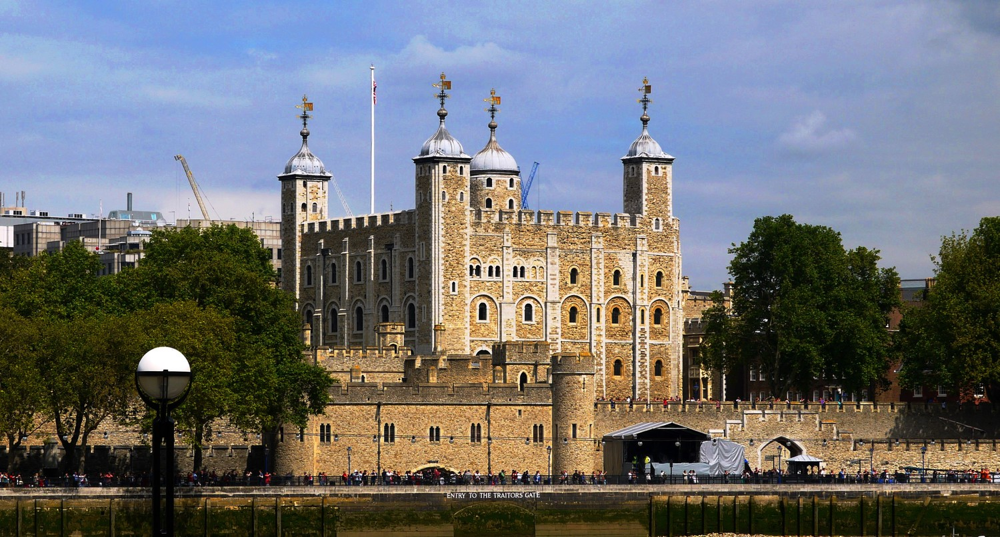 ENTRY TO THE TRAITORS GATE